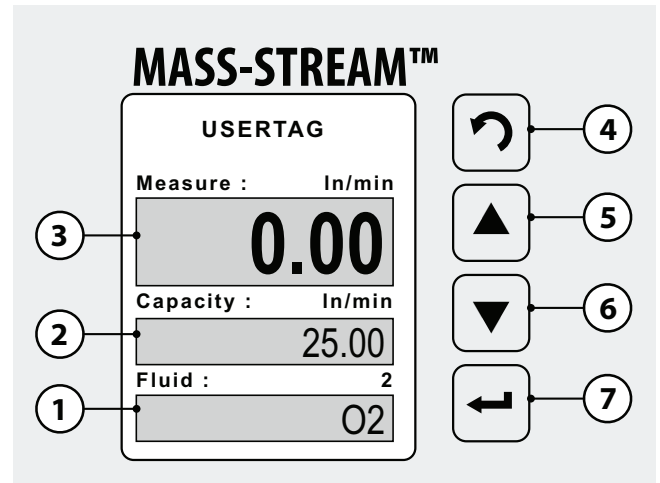 MASS-STREAM™
USERTAG
Measure : ln/min
0.00
Capacity : ln/min
25.00
Fluid : 2
O2
3
2
1
4
5
6
7